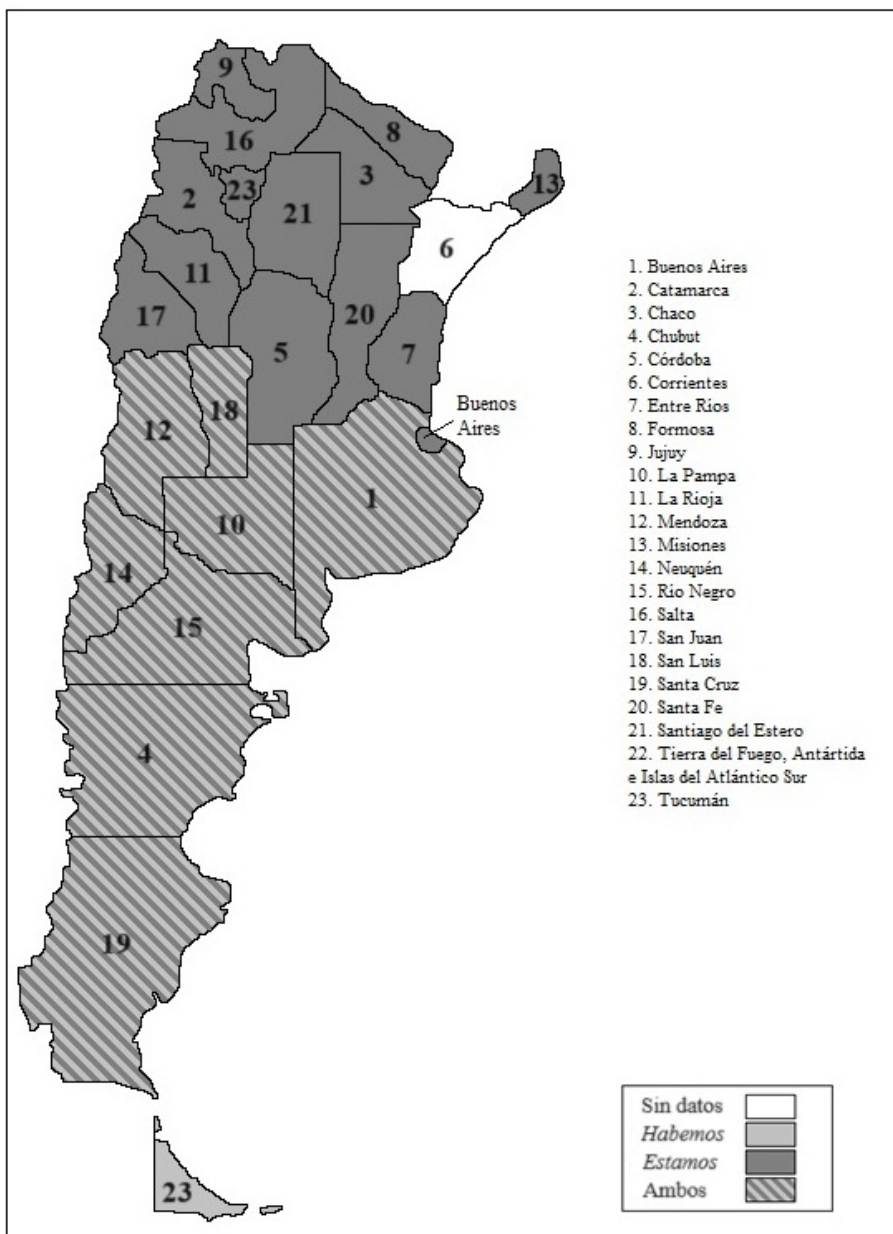 9
8
16
3
13
23
2
21
6
11
20
17
5
7
18
12
Buenos
Aires
1
10
14
15
4
19
23
1. Buenos Aires
2. Catamarca
3. Chaco
4. Chubut
5. Córdoba
6. Corrientes
7. Entre Rios
8. Formosa
9. Jujuy
10. La Pampa
11. La Rioja
12. Mendoza
13. Misiones
14. Neuquén
15. Rio Negro
16. Salta
17. San Juan
18. San Luis
19. Santa Cruz
20. Santa Fe
21. Santiago del Estero
22. Tierra del Fuego, Antártida
e Islas del Atlántico Sur
23. Tucumán
Sin datos
Habemos
Estamos
Ambos